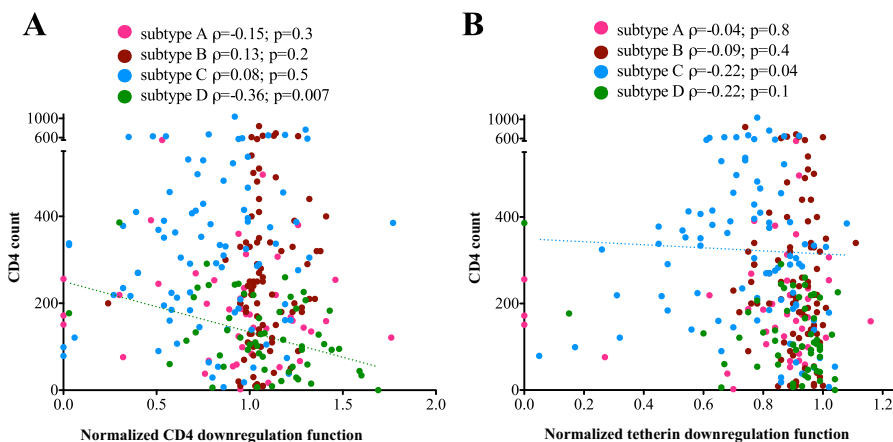 A
subtype A ρ=-0.15; p=0.3
subtype B ρ=0.13; p=0.2
subtype C ρ=0.08; p=0.5
subtype D ρ=-0.36; p=0.007
1000
600
400
200
0
CD4 count
0.0 0.5 1.0 1.5 2.0
Normalized CD4 downregulation function
B
subtype A ρ=-0.04; p=0.8
subtype B ρ=-0.09; p=0.4
subtype C ρ=-0.22; p=0.04
subtype D ρ=-0.22; p=0.1
1000
600
400
200
0
CD4 count
0.0 0.2 0.4 0.6 0.8 1.0 1.2
Normalized tetherin downregulation function